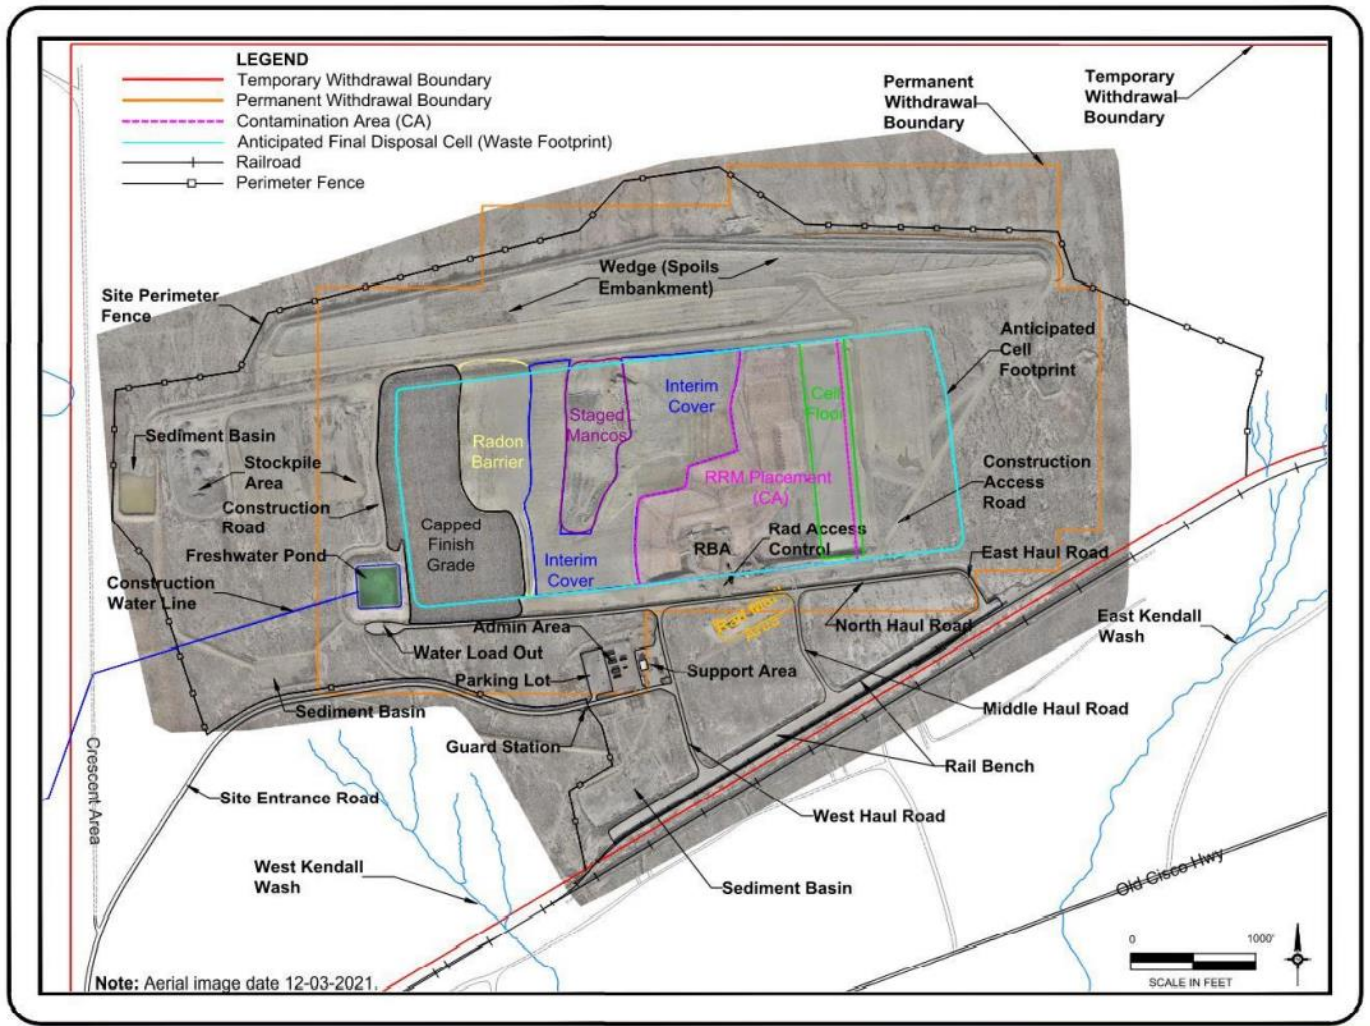 LEGEND
Temporary Withdrawal Boundary
Permanent Withdrawal Boundary
Contamination Area (CA)
Anticipated Final Disposal Cell (Waste Footprint)
Railroad
Perimeter Fence
Permanent
Withdrawal
Boundary
Temporary
Withdrawal
Boundary
Wedge (Spoils
Embankment)
Site Perimeter
Fence
Anticipated
Cell
Footprint
Interim
Cover
Cell
Floor
Staged
Mancos
Radon
Barrier
Sediment Basin
Stockpile
Area
Construction
Road
RRM Placement
(CA)
Construction
Access
Road
Capped
Finish
Grade
Rad Access
Control
RBA
Freshwater Pond
Interim
Cover
East Haul Road
Construction
Water Line
East Kendall
Wash
Admin Area
North Haul Road
Area
Water Load Out
Parking Lot
Support Area
Sediment Basin
Middle Haul Road
Guard Station
Rail Bench
Crescent Area
Site Entrance Road
West Haul Road
West Kendall
Wash
Sediment Basin
Old Cisco Hwy
0 1000'
SCALE IN FEET
Note: Aerial image date 12-03-2021.